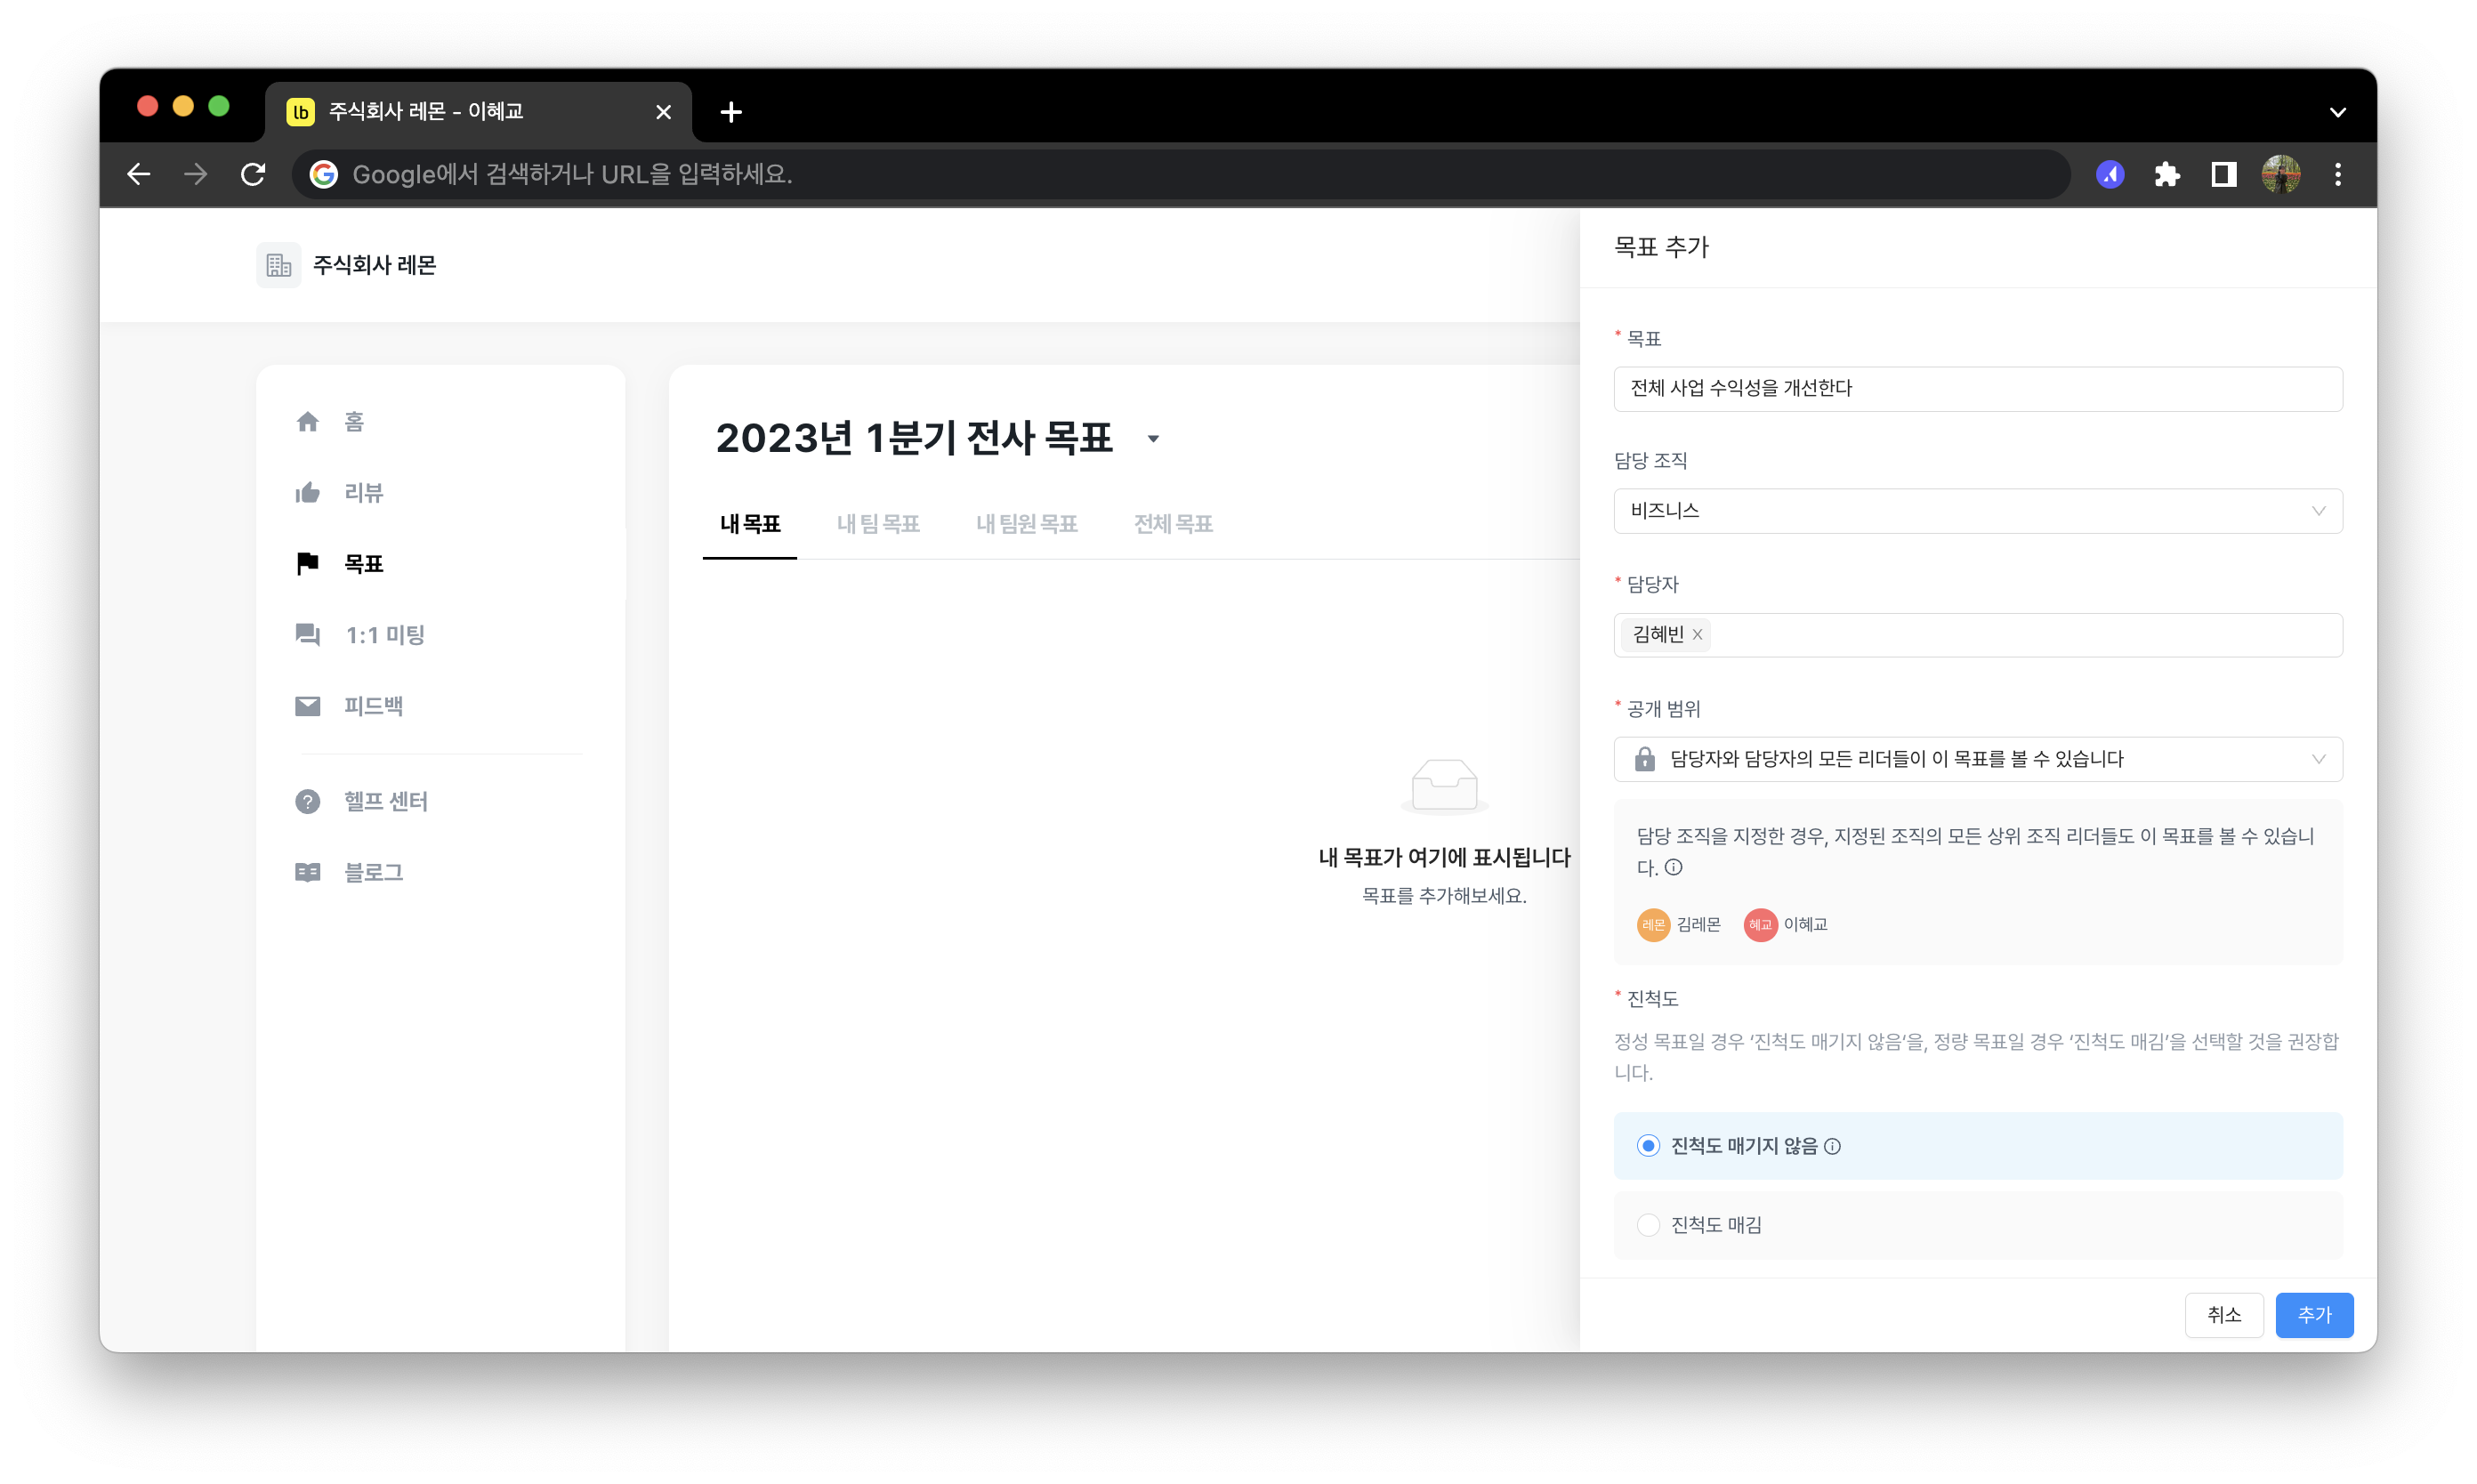 lb 주식회사 레몬 - 이혜교
Google에서 검색하거나 URL을 입력하세요.
주식회사 레몬
홈
리뷰
목표
1:1 미팅
피드백
헬프 센터
블로그
2023년 1분기 전사 목표
내 목표 내 팀 목표 내 팀원 목표 전체 목표
내 목표가 여기에 표시됩니다
목표를 추가해보세요.
목표 추가
* 목표
전체 사업 수익성을 개선한다
담당 조직
비즈니스
* 담당자
김혜빈
* 공개 범위
담당자와 담당자의 모든 리더들이 이 목표를 볼 수 있습니다
담당 조직을 지정한 경우, 지정된 조직의 모든 상위 조직 리더들도 이 목표를 볼 수 있습니
다.
레몬 김레몬 혜교 이혜교
* 진척도
정성 목표일 경우 ‘진척도 매기지 않음’을, 정량 목표일 경우 ‘진척도 매김’을 선택할 것을 권장합
니다.
진척도 매기지 않음
진척도 매김
취소 추가